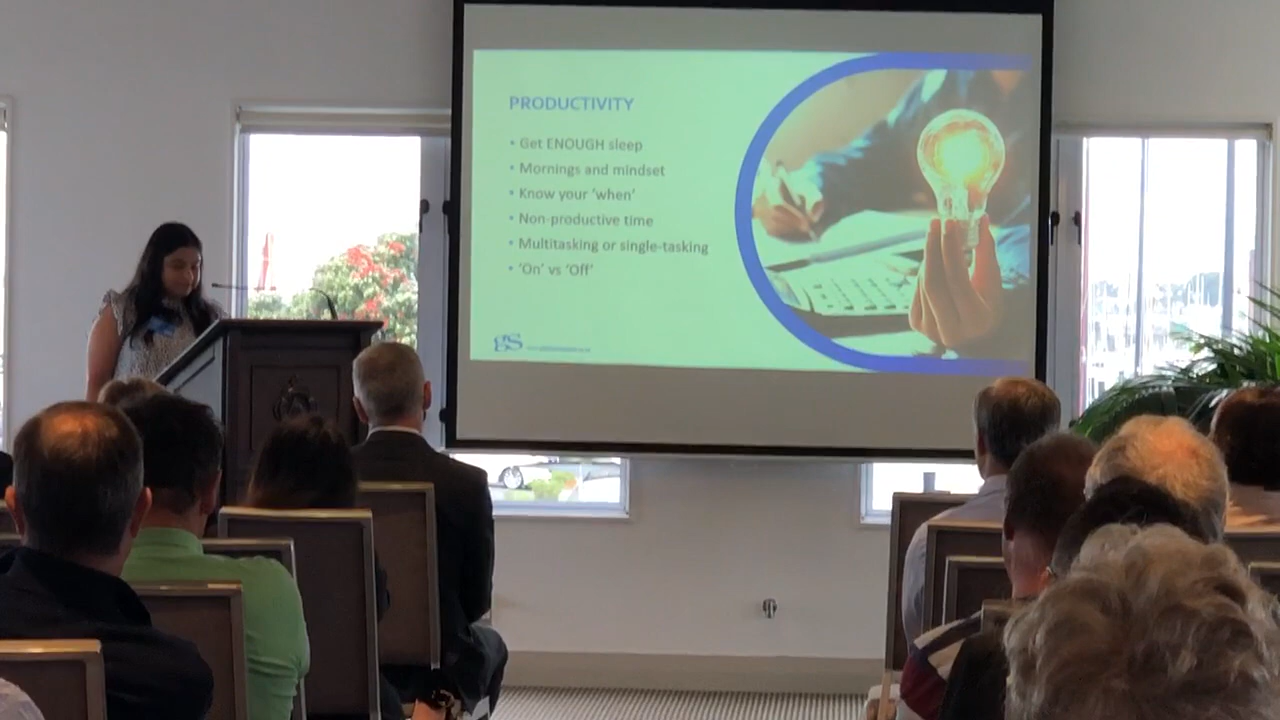 PRODUCTIVITY
• Get ENOUGH sleep
• Mornings and mindset
• Know your ‘when’
• Non-productive time
• Multitasking or single-tasking
• ‘On’ vs ‘Off’
gs